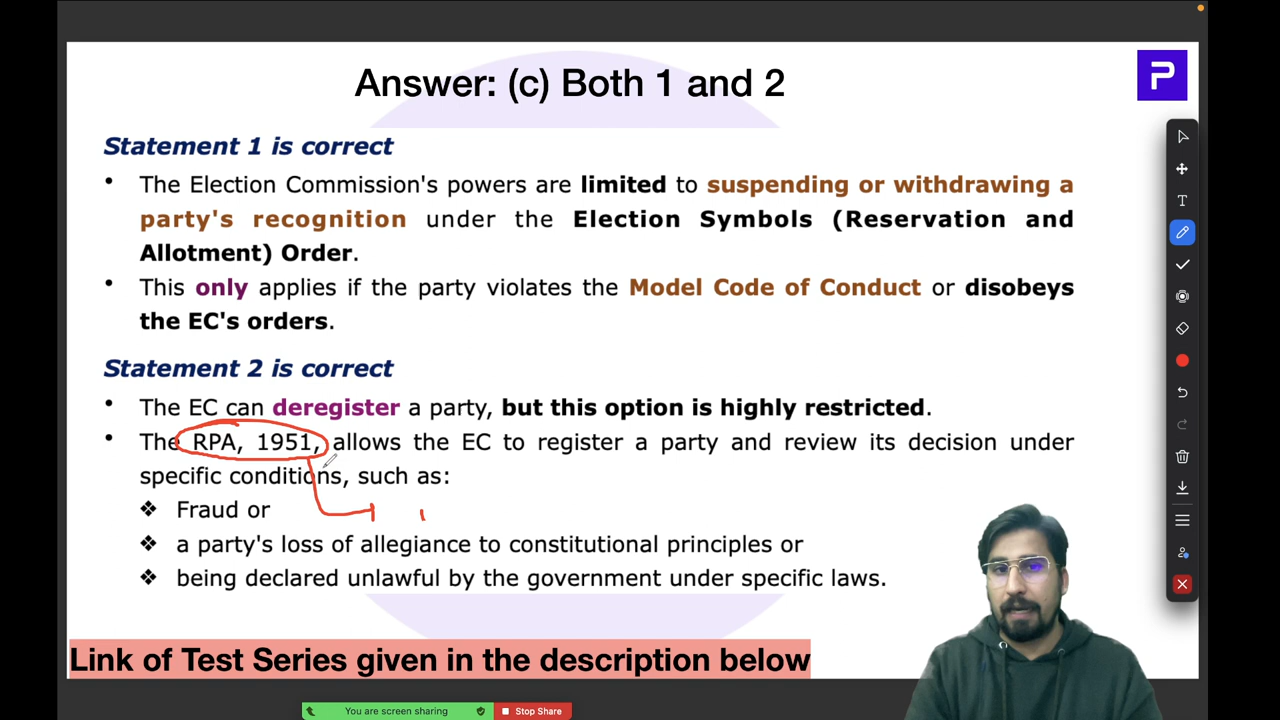 Answer: (c) Both 1 and 2
P
Statement 1 is correct
• The Election Commission's powers are limited to suspending or withdrawing a
party's recognition under the Election Symbols (Reservation and
Allotment) Order.
• This only applies if the party violates the Model Code of Conduct or disobeys
the EC's orders.
Statement 2 is correct
• The EC can deregister a party, but this option is highly restricted.
• The RPA, 1951, allows the EC to register a party and review its decision under
specific conditions, such as:
❖ Fraud or
❖ a party's loss of allegiance to constitutional principles or
❖ being declared unlawful by the government under specific laws.
Link of Test Series given in the description below
You are screen sharing
Stop Share
T